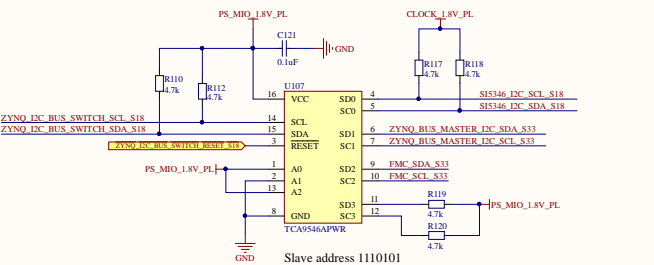 PS_MIO_1.8V_PL
CLOCK_1.8V_PL
C121
GND
0.1uF
R110
4.7k
R112
4.7k
R117
4.7k
R118
4.7k
U107
16 VCC SD0 4 SI5346_I2C_SCL_S18
SC0 5 SI5346_I2C_SDA_S18
ZYNQ_I2C_BUS_SWITCH_SCL_S18 14 SCL
ZYNQ_I2C_BUS_SWITCH_SDA_S18 15 SDA SD1 6 ZYNQ_BUS_MASTER_I2C_SDA_S33
ZYNQ_I2C_BUS_SWITCH_RESET_S18 3 RESET SC1 7 ZYNQ_BUS_MASTER_I2C_SCL_S33
PS_MIO_1.8V_PL 1 A0 SD2 9 FMC_SDA_S33
2 A1 SC2 10 FMC_SCL_S33
13 A2
R119
SD3 11 PS_MIO_1.8V_PL
8 GND SC3 12 4.7k
R120
TCA9546APWR
4.7k
GND
Slave address 1110101